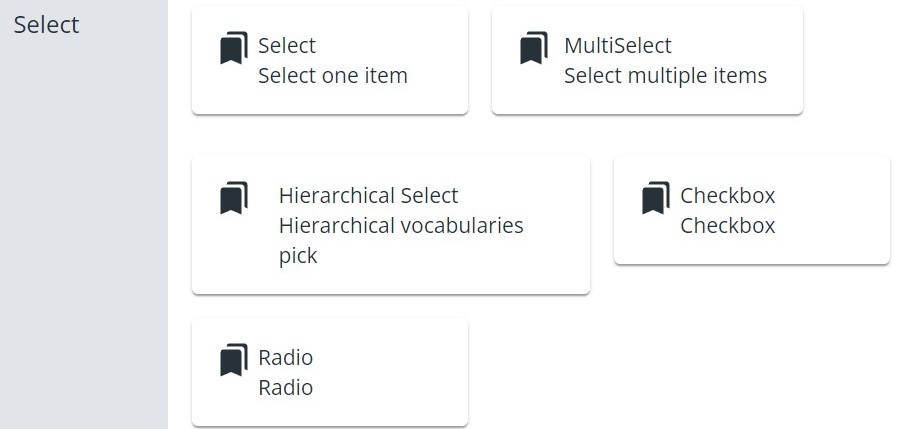 Select
Select
Select one item
MultiSelect
Select multiple items
Hierarchical Select
Hierarchical vocabularies
pick
Checkbox
Checkbox
Radio
Radio